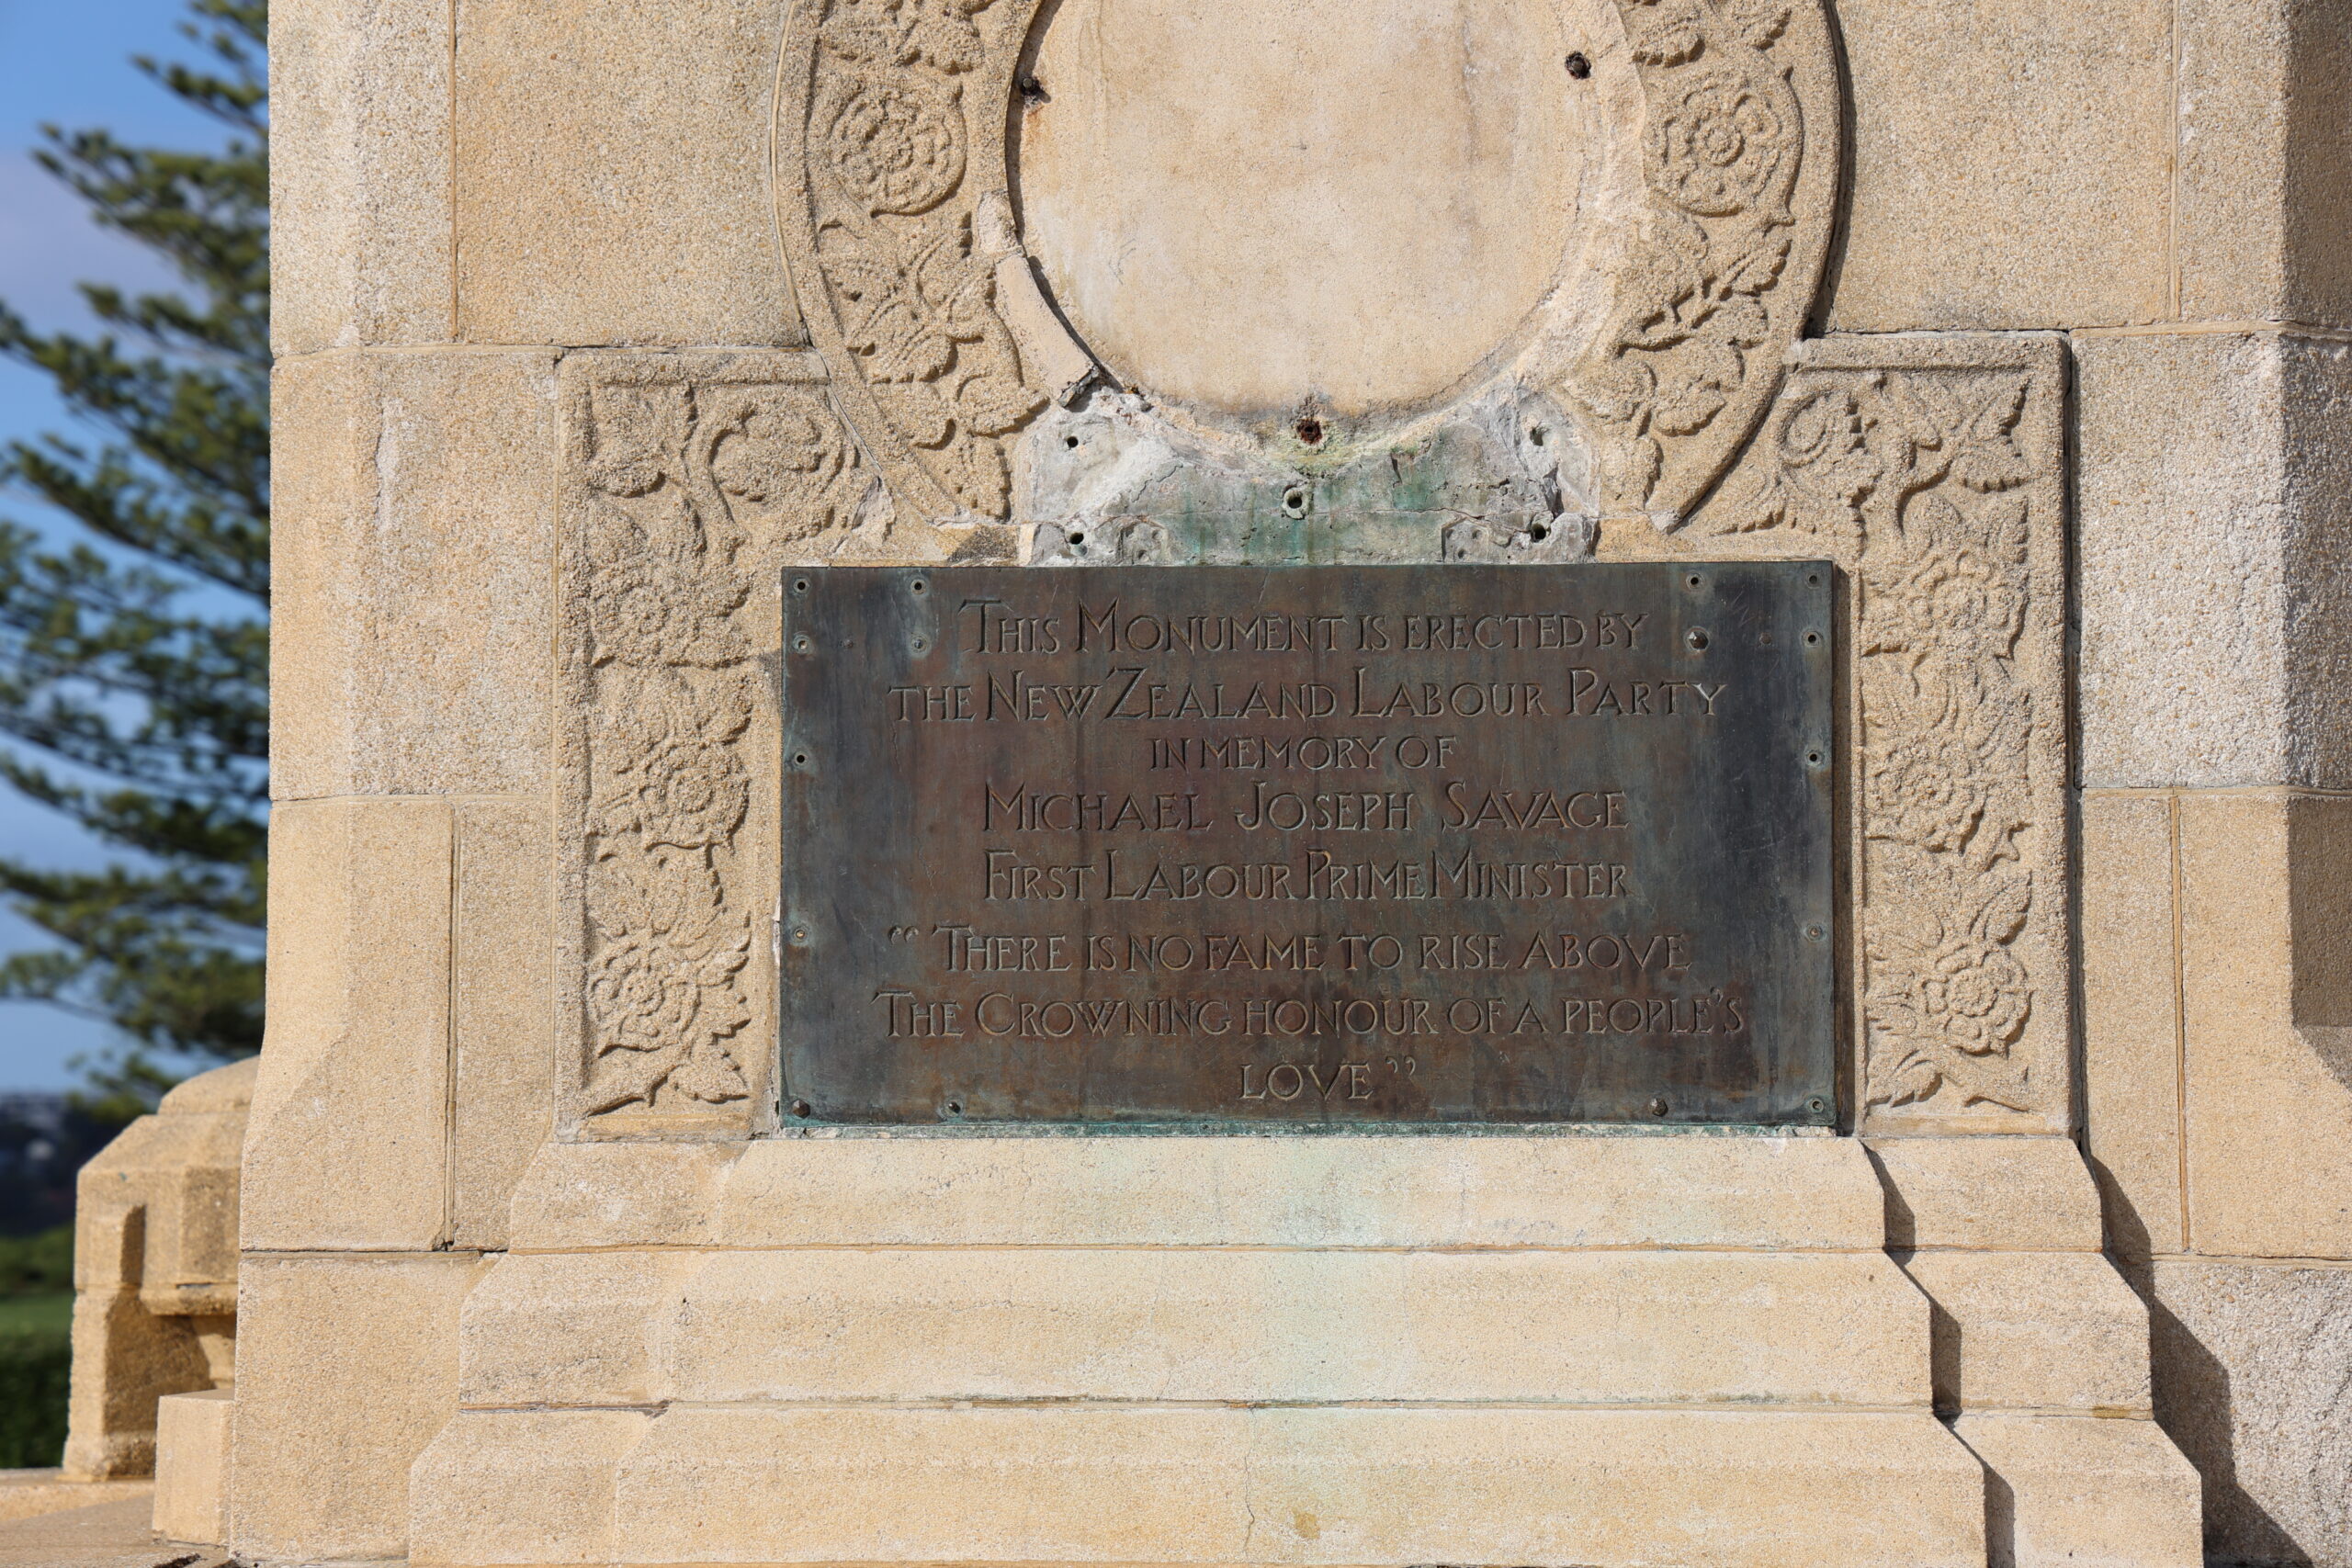 THIS MONUMENT IS ERECTED BY
THE NEW ZEALAND LABOUR PARTY
IN MEMORY OF
MICHAEL JOSEPH SAVAGE
FIRST LABOUR PRIME MINISTER
“ THERE IS NO FAME TO RISE ABOVE
THE CROWNING HONOUR OF A PEOPLE'S
LOVE ”